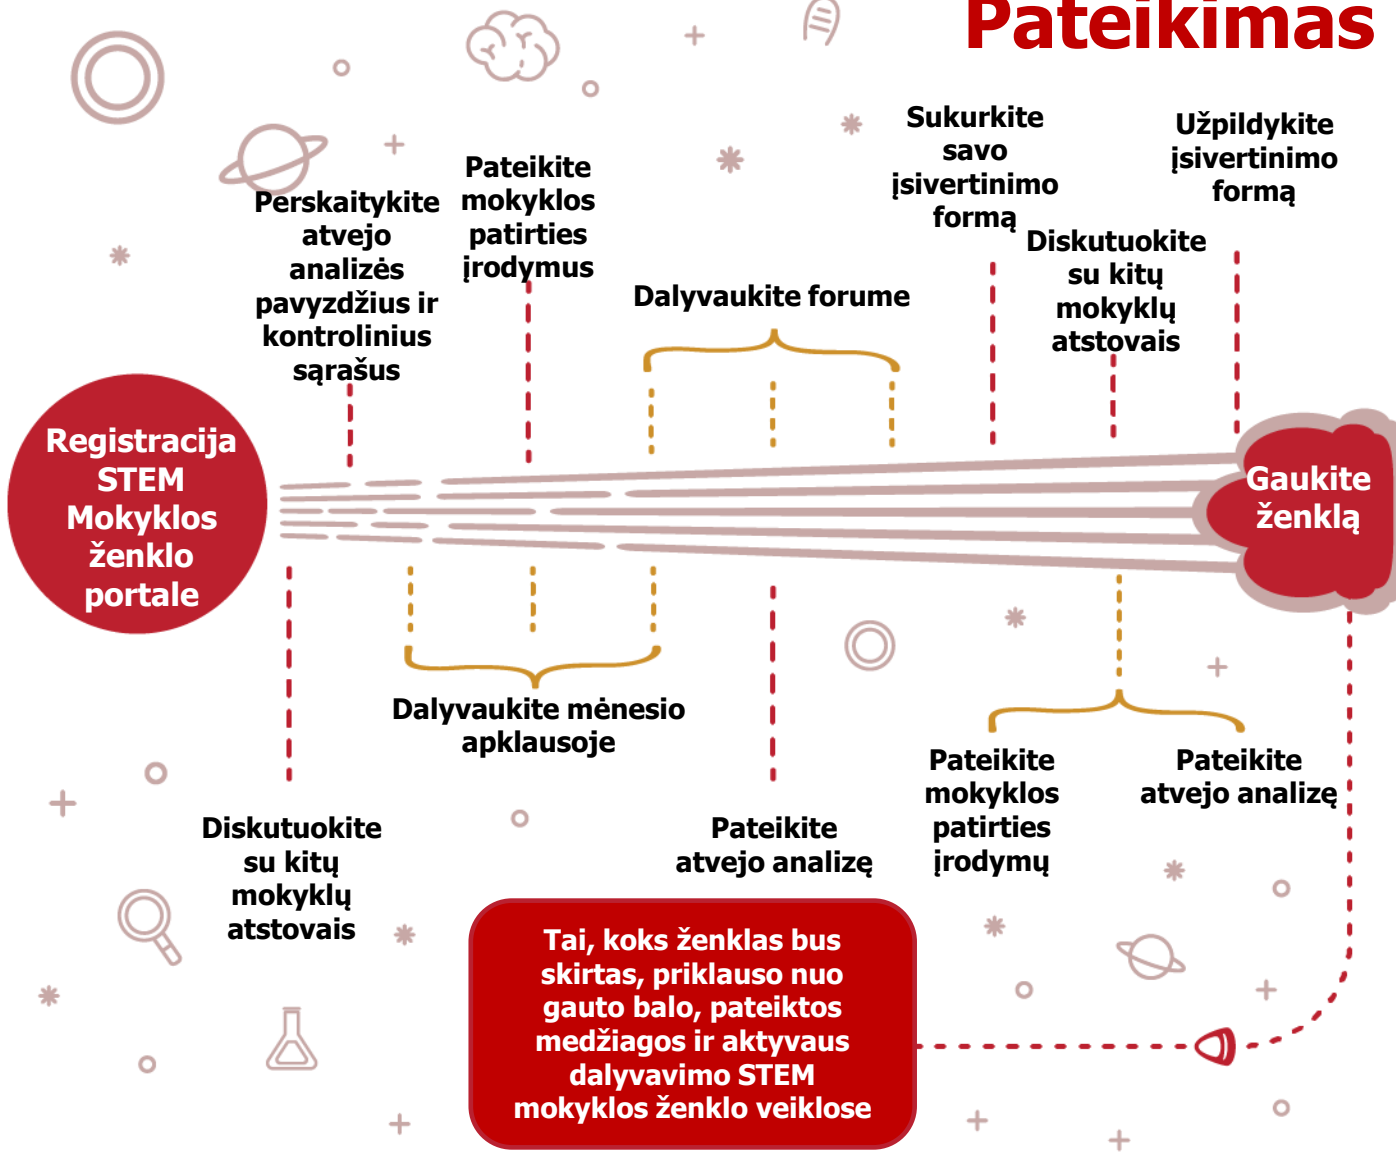 Pateikimas
Sukurkite
savo
įsivertinimo
formą
Užpildykite
įsivertinimo
formą
Pateikite
mokyklos
patirties
įrodymus
Perskaitykite
atvejo
analizės
pavyzdžius ir
kontrolinius
sąrašus
Dalyvaukite forume
Diskutuokite
su kitų
mokyklų
atstovais
Registracija
STEM
Mokyklos
ženklo
portale
Gaukite
ženklą
Dalyvaukite mėnesio
apklausoje
Diskutuokite
su kitų
mokyklų
atstovais
Pateikite
atvejo analizę
Pateikite
mokyklos
patirties
įrodymų
Pateikite
atvejo analizę
Tai, koks ženklas bus
skirtas, priklauso nuo
gauto balo, pateiktos
medžiagos ir aktyvaus
dalyvavimo STEM
mokyklos ženklo veiklose